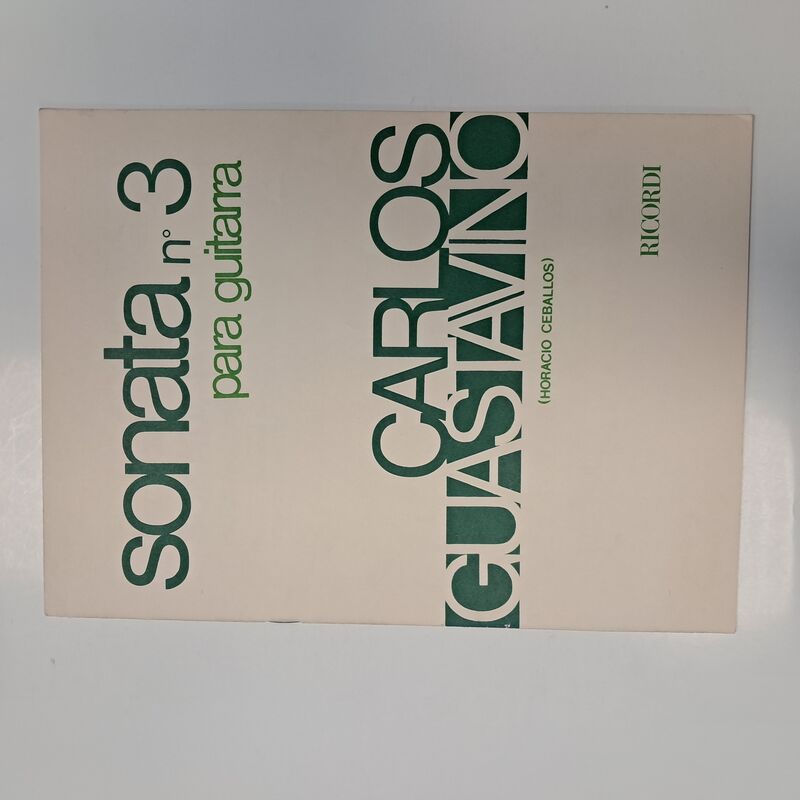 sonata nº 3
para guitarra
CARLOS
GUASTAVINO
(HORACIO CEBALLOS)
RICORDI